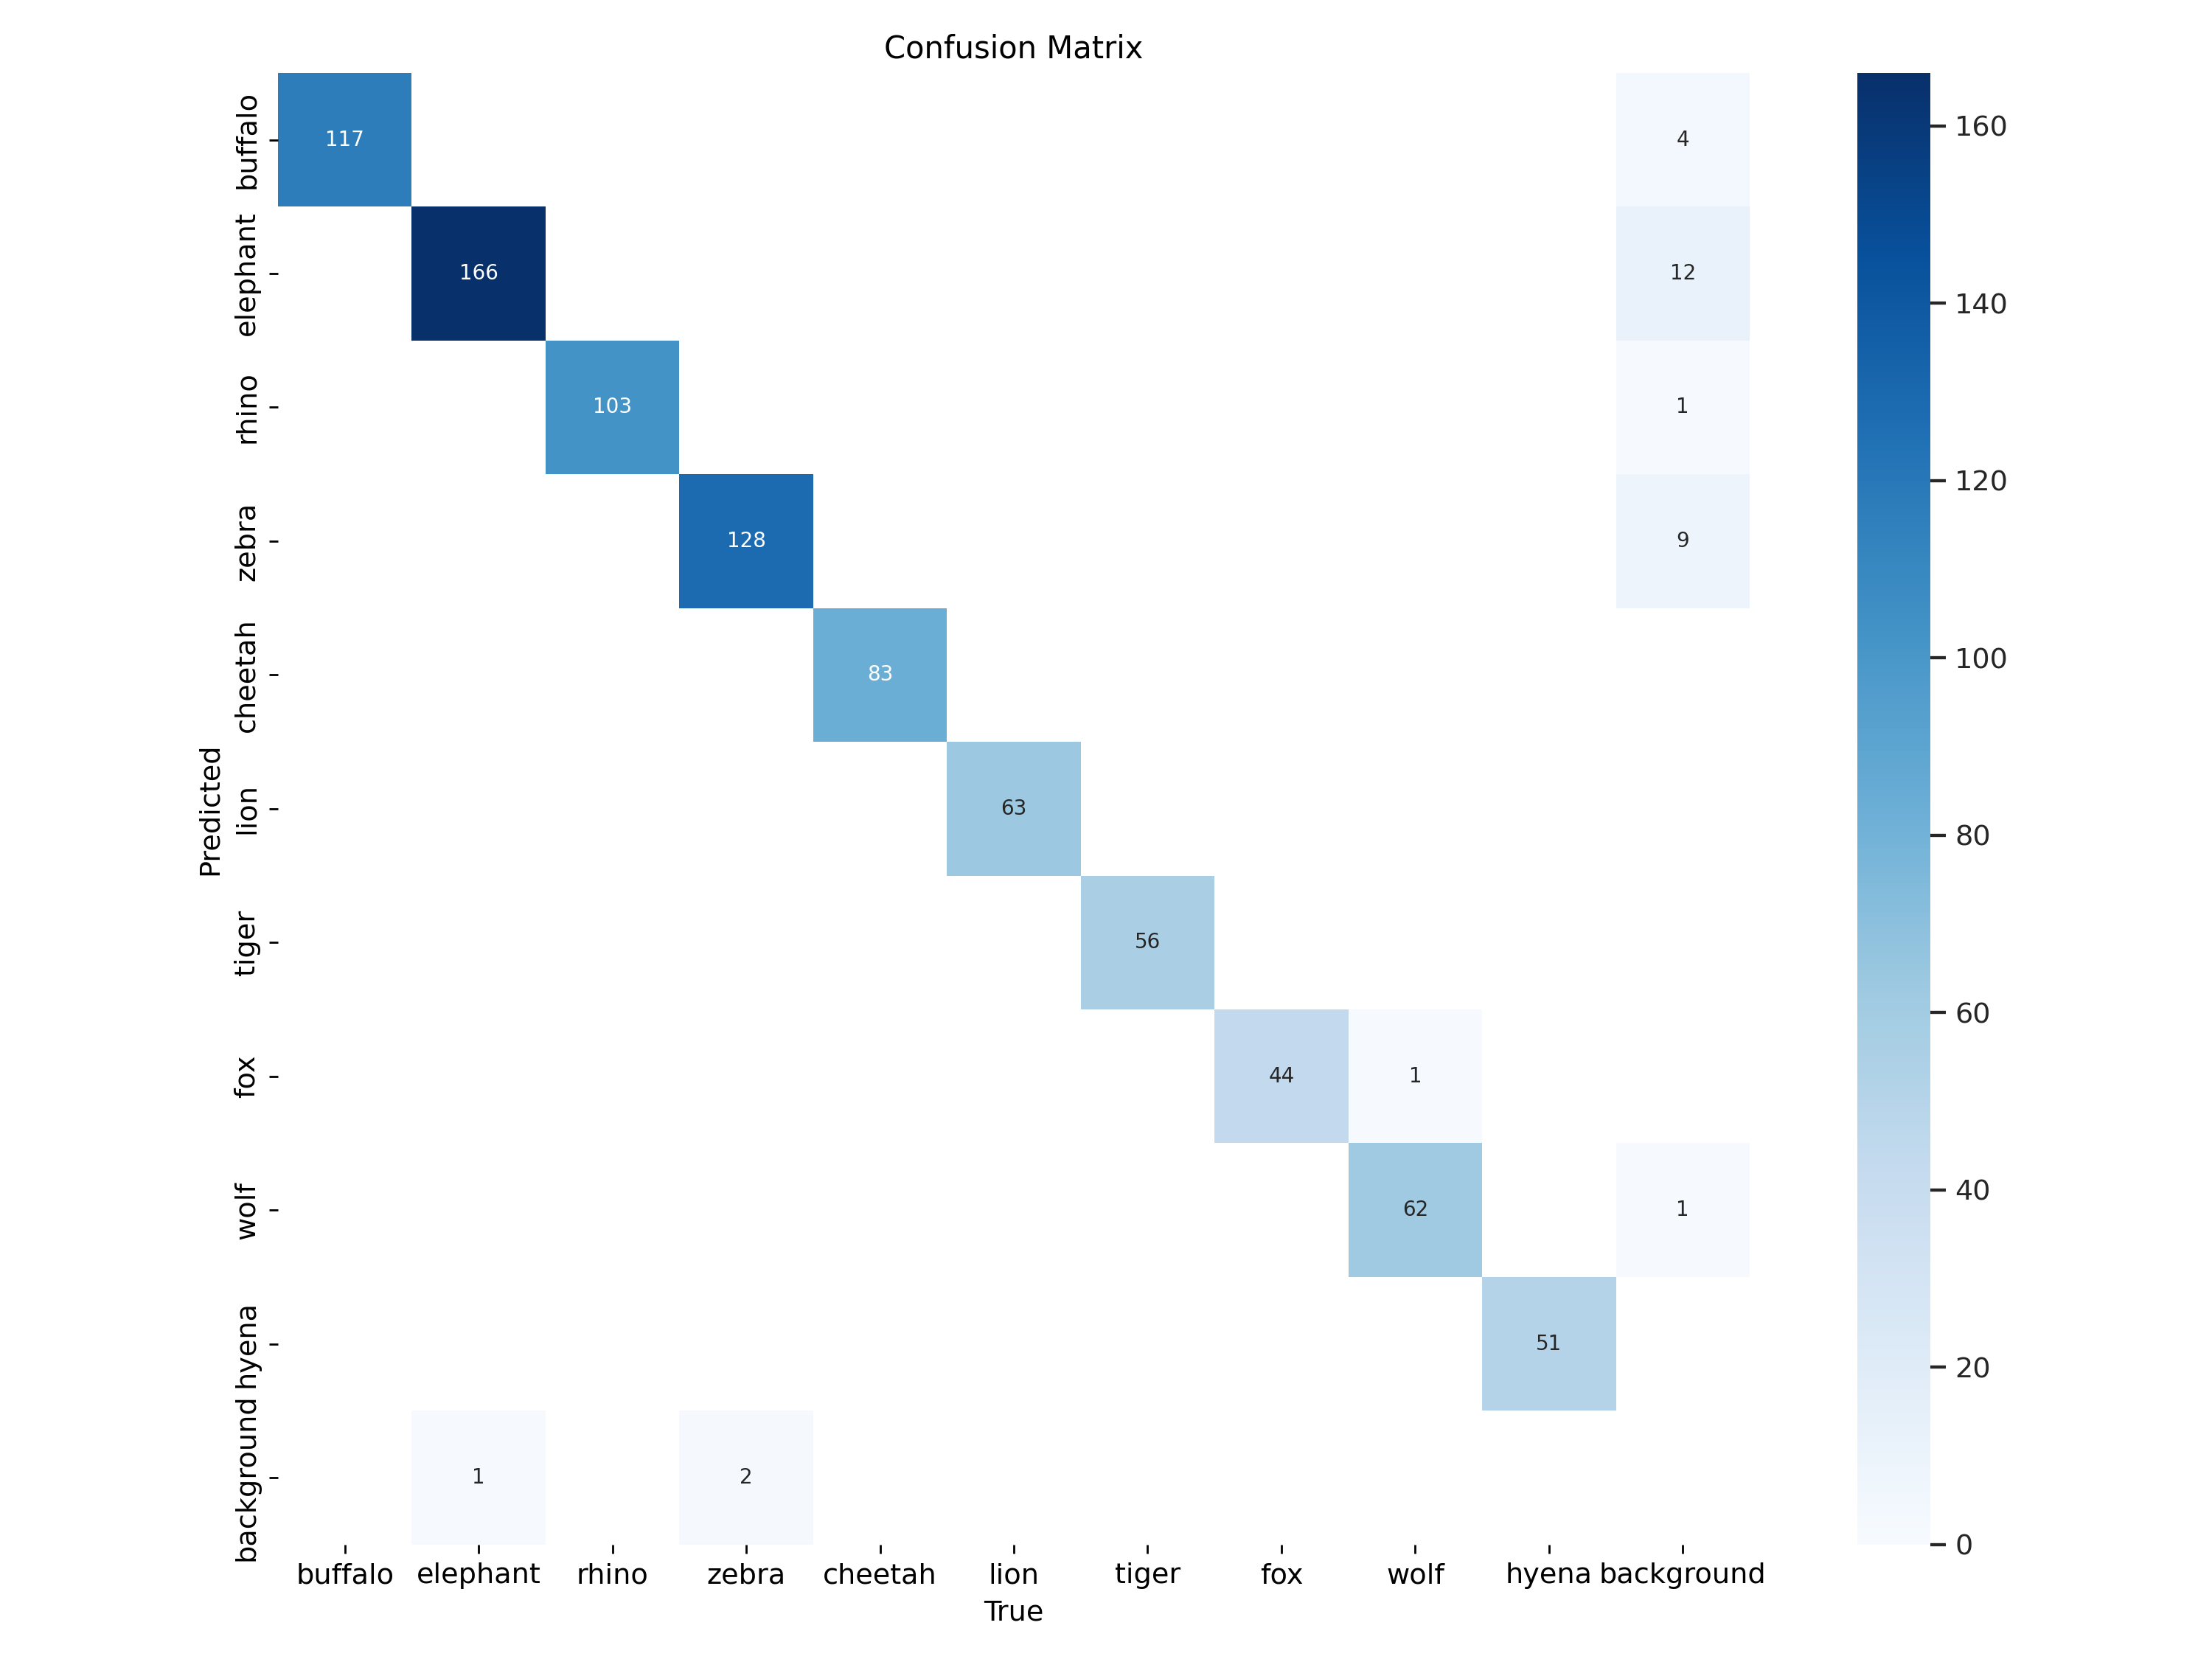 Confusion Matrix
buffalo 117 4
elephant 166 12
rhino 103 1
zebra 128 9
cheetah 83
lion 63
tiger 56
fox 44 1
wolf 62 1
hyena 51
background 1 2
Predicted
buffalo elephant rhino zebra cheetah lion tiger fox wolf hyena background
True
160
140
120
100
80
60
40
20
0